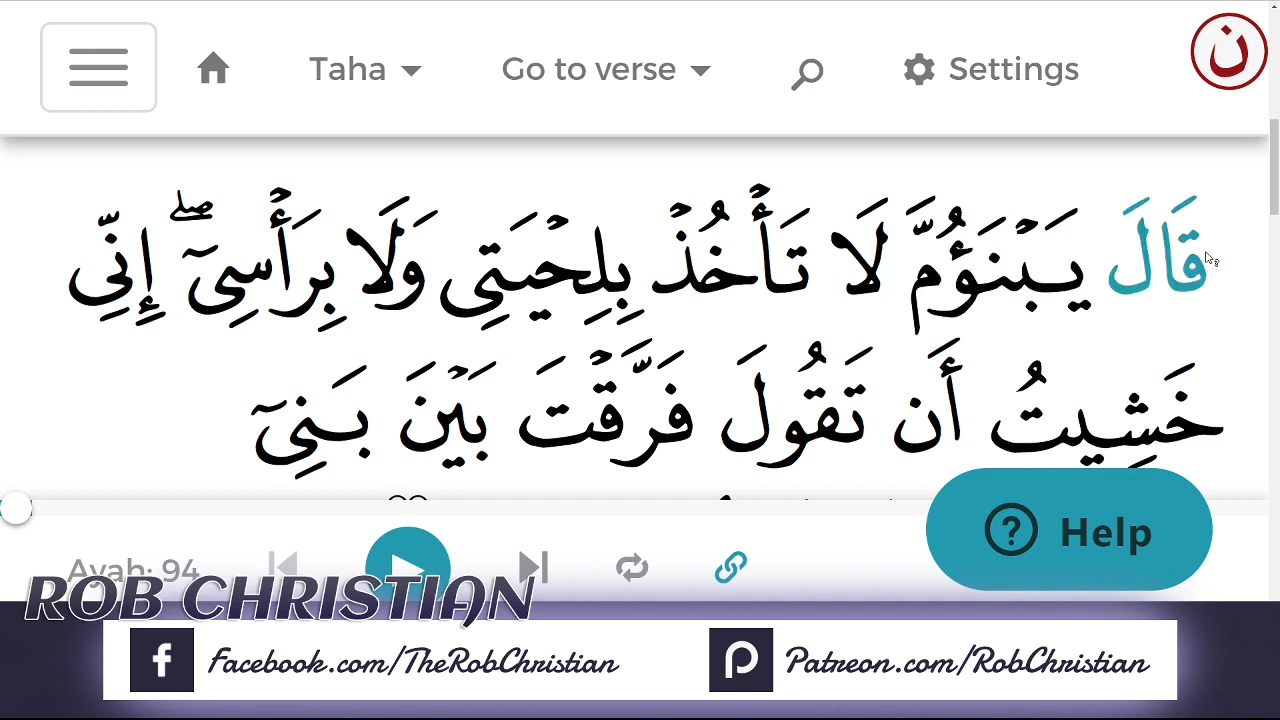 Taha
Go to verse
Settings
ن
قَالَ يَبۡنَؤُمَّ لَا تَأۡخُذۡ بِلِحۡيَتِى وَلَا بِرَأۡسِىٓۖ إِنِّى
خَشِيتُ أَن تَقُولَ فَرَّقۡتَ بَيۡنَ بَنِىٓ
Ayah: 94
Help
ROB CHRISTIAN
Facebook.com/TheRobChristian
Patreon.com/RobChristian